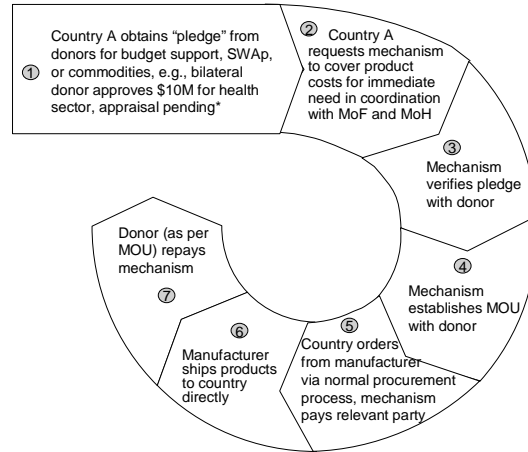 1
Country A obtains “pledge” from
donors for budget support, SWAp,
or commodities, e.g., bilateral
donor approves $10M for health
sector, appraisal pending*
2
Country A
requests mechanism
to cover product
costs for immediate
need in coordination
with MoF and MoH
3
Mechanism
verifies pledge
with donor
4
Mechanism
establishes MOU
with donor
5
Country orders
from manufacturer
via normal procurement
process, mechanism
pays relevant party
6
Manufacturer
ships products
to country
directly
Donor (as per
MOU) repays
mechanism
7